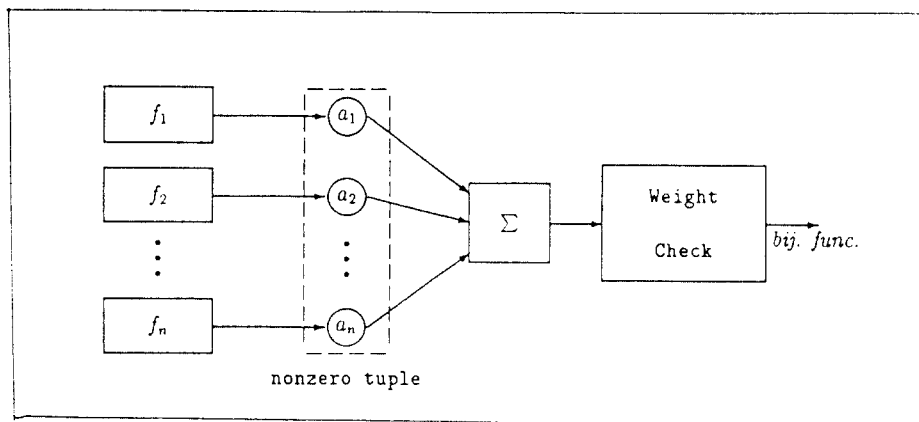 f₁
a₁
f₂
a₂
Σ
Weight
Check
bij. func.
fₙ
aₙ
nonzero tuple